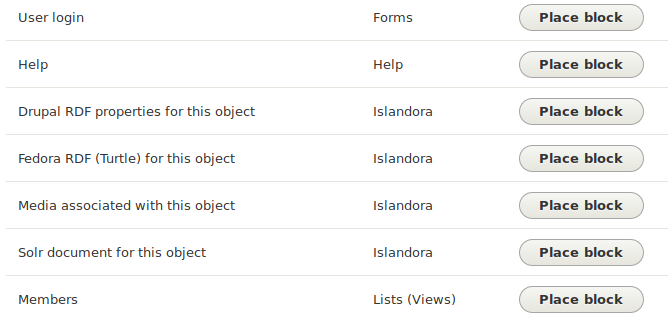 User login Forms Place block
Help Help Place block
Drupal RDF properties for this object Islandora Place block
Fedora RDF (Turtle) for this object Islandora Place block
Media associated with this object Islandora Place block
Solr document for this object Islandora Place block
Members Lists (Views) Place block